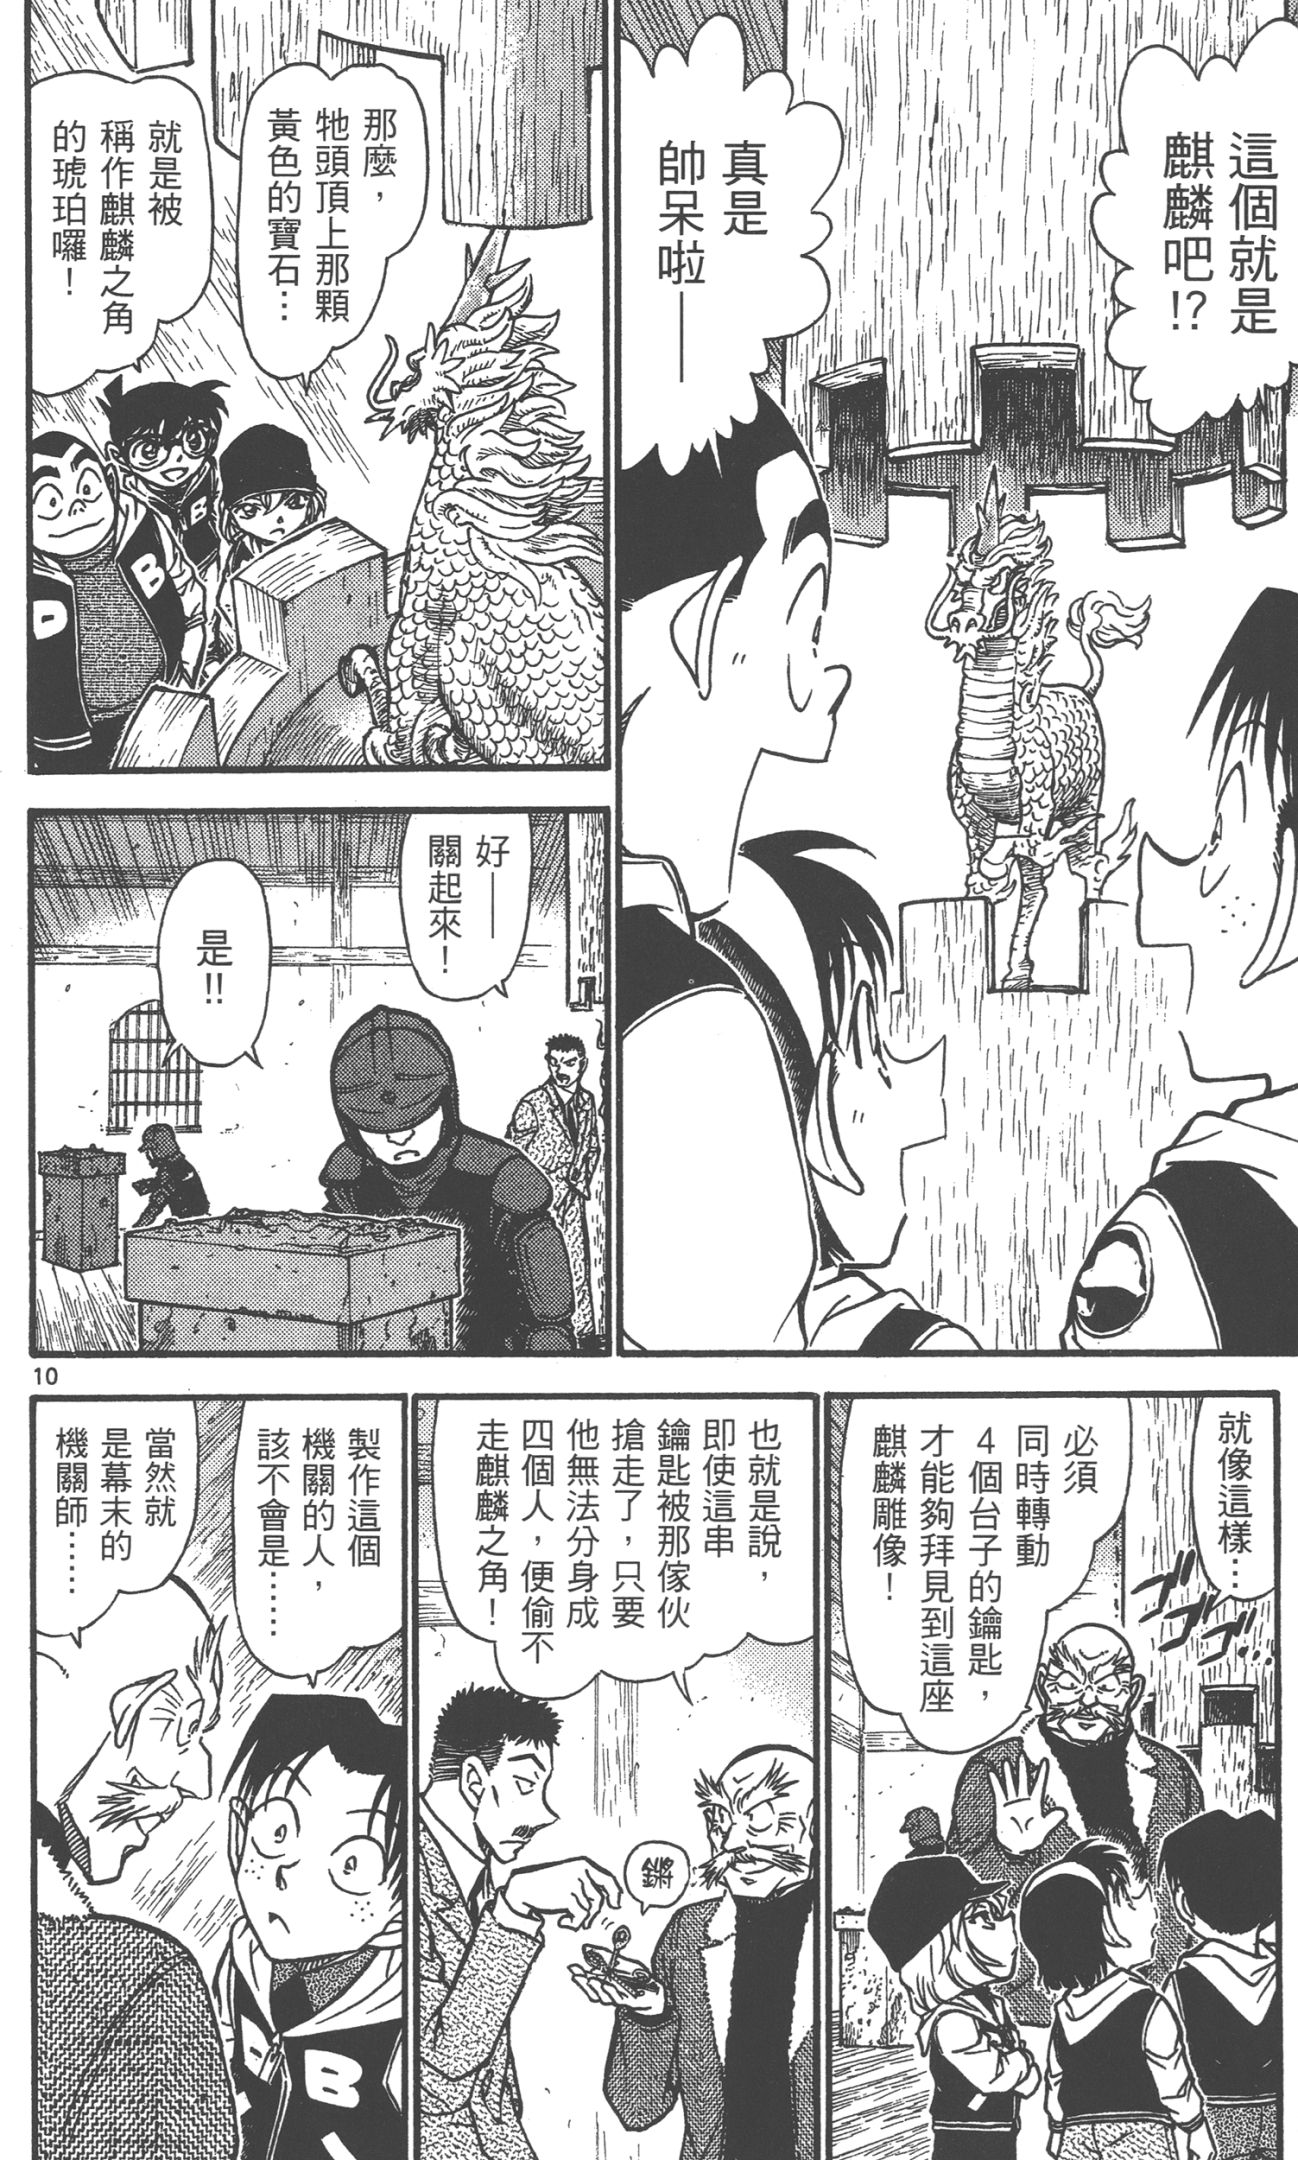 這個就是
麒麟吧!?
真是
帥呆啦——
那麼，
牠頭頂上那顆
黃色的寶石…
就是被
稱作麒麟之角
的琥珀囉！
好——
關起來！
是!!
就像這樣…
ゴゴゴゴ…
必須
同時轉動
4個台子的鑰匙，
才能夠拜見到這座
麒麟雕像！
也就是說，
即使這串
鑰匙被那傢伙
搶走了，只要
他無法分身成
四個人，便偷不
走麒麟之角！
鏘
製作這個
機關的人，
該不會是……
當然就
是幕末的
機關師……
B
B
B
10